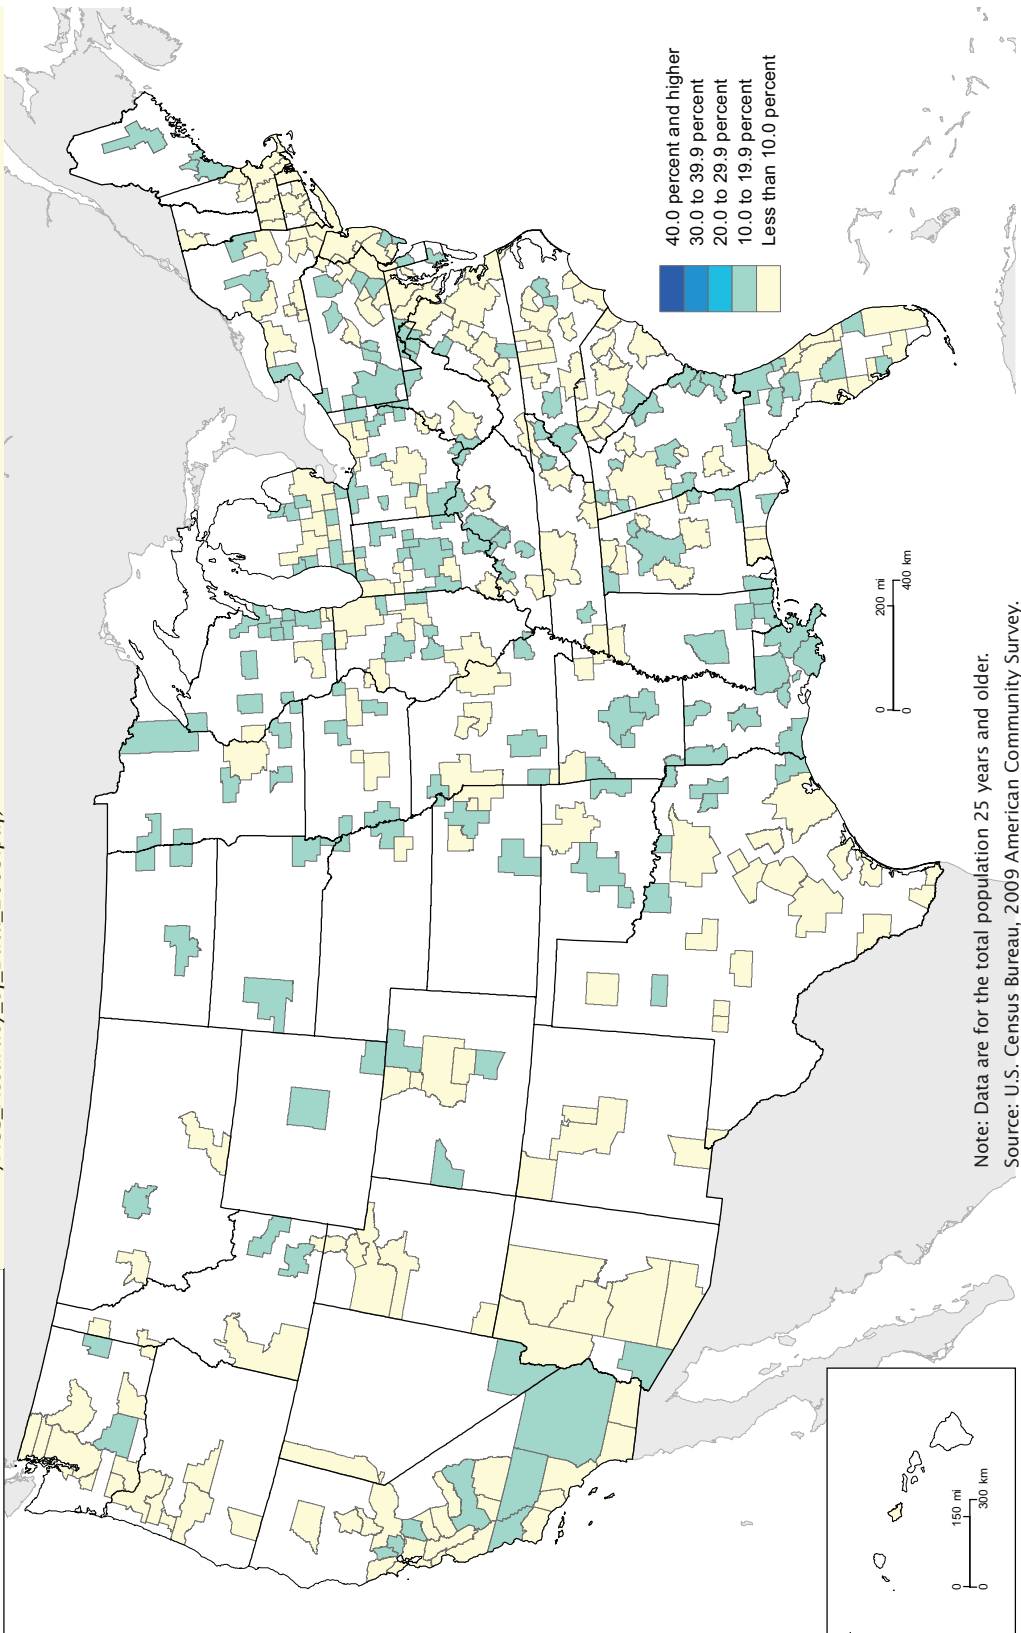 40.0 percent and higher
30.0 to 39.9 percent
20.0 to 29.9 percent
10.0 to 19.9 percent
Less than 10.0 percent
0 200 mi
0 400 km
0 150 mi
0 300 km
Note: Data are for the total population 25 years and older.
Source: U.S. Census Bureau, 2009 American Community Survey.